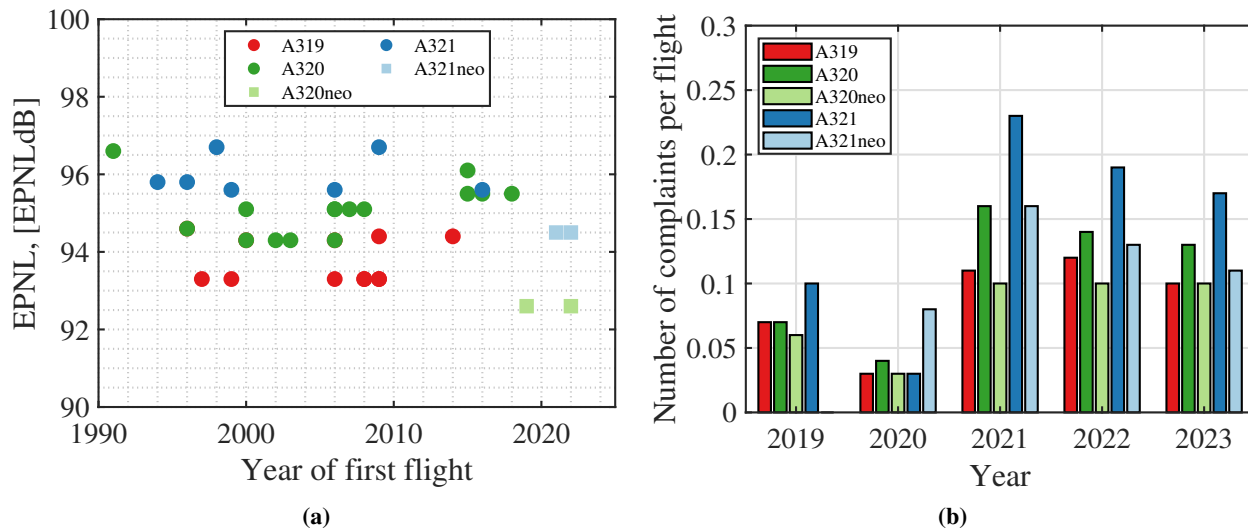 EPNL, [EPNLdB]
100
98
96
94
92
90
1990
2000
2010
2020
Year of first flight
A319
A320
A320neo
A321
A321neo
(a)
Number of complaints per flight
0.3
0.25
0.2
0.15
0.1
0.05
0
2019
2020
2021
2022
2023
Year
A319
A320
A320neo
A321
A321neo
(b)